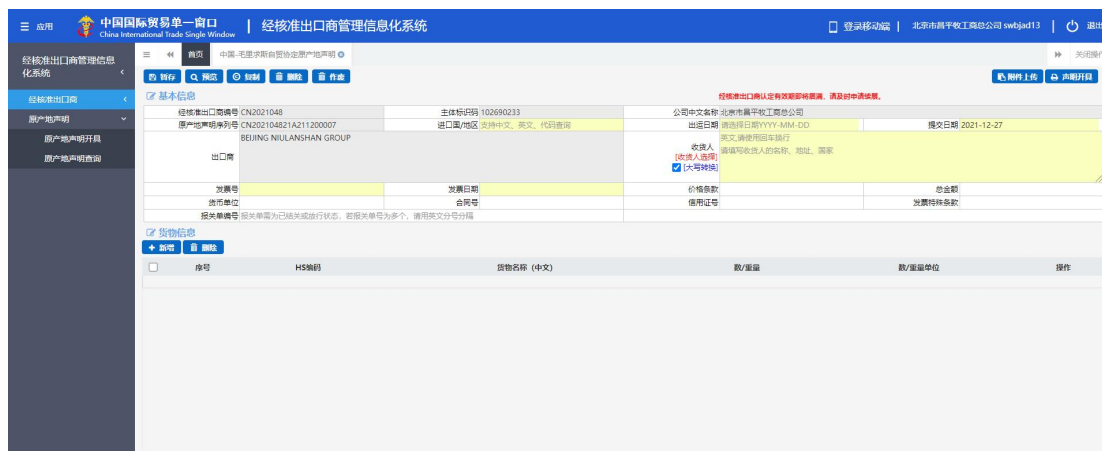 应用 中国国际贸易单一窗口 China International Trade Single Window 经核准出口商管理信息化系统 登录移动端 北京市昌平牧工商总公司 swbjad13
经核准出口商管理信息化系统
首页 中国-毛里求斯自贸协定原产地声明 关闭操作
暂存 预览 复制 删除 作废 附件上传 声明开具
经核准出口商
原产地声明
原产地声明开具
原产地声明查询
基本信息 经核准出口商认定有效期即将届满,请及时申请续展。
经核准出口商编号 CN2021048 主体标识码 102690233 公司中文名称 北京市昌平牧工商总公司
原产地声明序列号 CN202104821A211200007 进口国/地区 支持中文、英文、代码查询 出运日期 请选择日期YYYY-MM-DD 提交日期 2021-12-27
出口商 BEIJING NIULANSHAN GROUP 收货人 [收货人选择] [大写转换] 英文,请使用回车换行
请填写收货人的名称、地址、国家
发票号 发票日期 价格条款 总金额
货币单位 合同号 信用证号 发票特殊条款
报关单编号 报关单需为已结关或放行状态,若报关单号为多个,请用英文分号分隔
货物信息
新增 删除
序号 HS编码 货物名称(中文) 数/重量 数/重量单位 操作